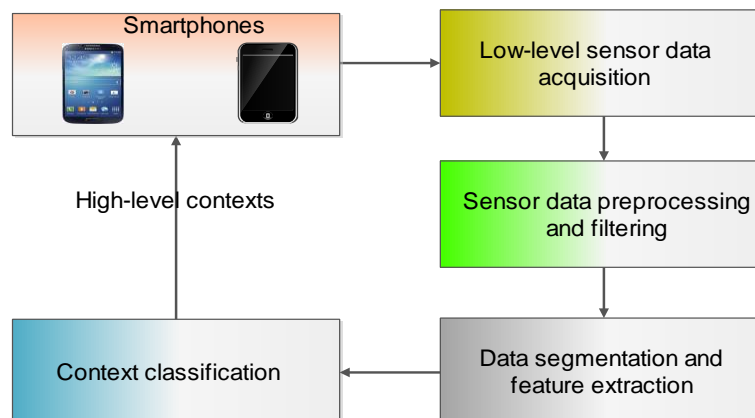 Smartphones
Low-level sensor data
acquisition
Sensor data preprocessing
and filtering
Data segmentation and
feature extraction
Context classification
High-level contexts